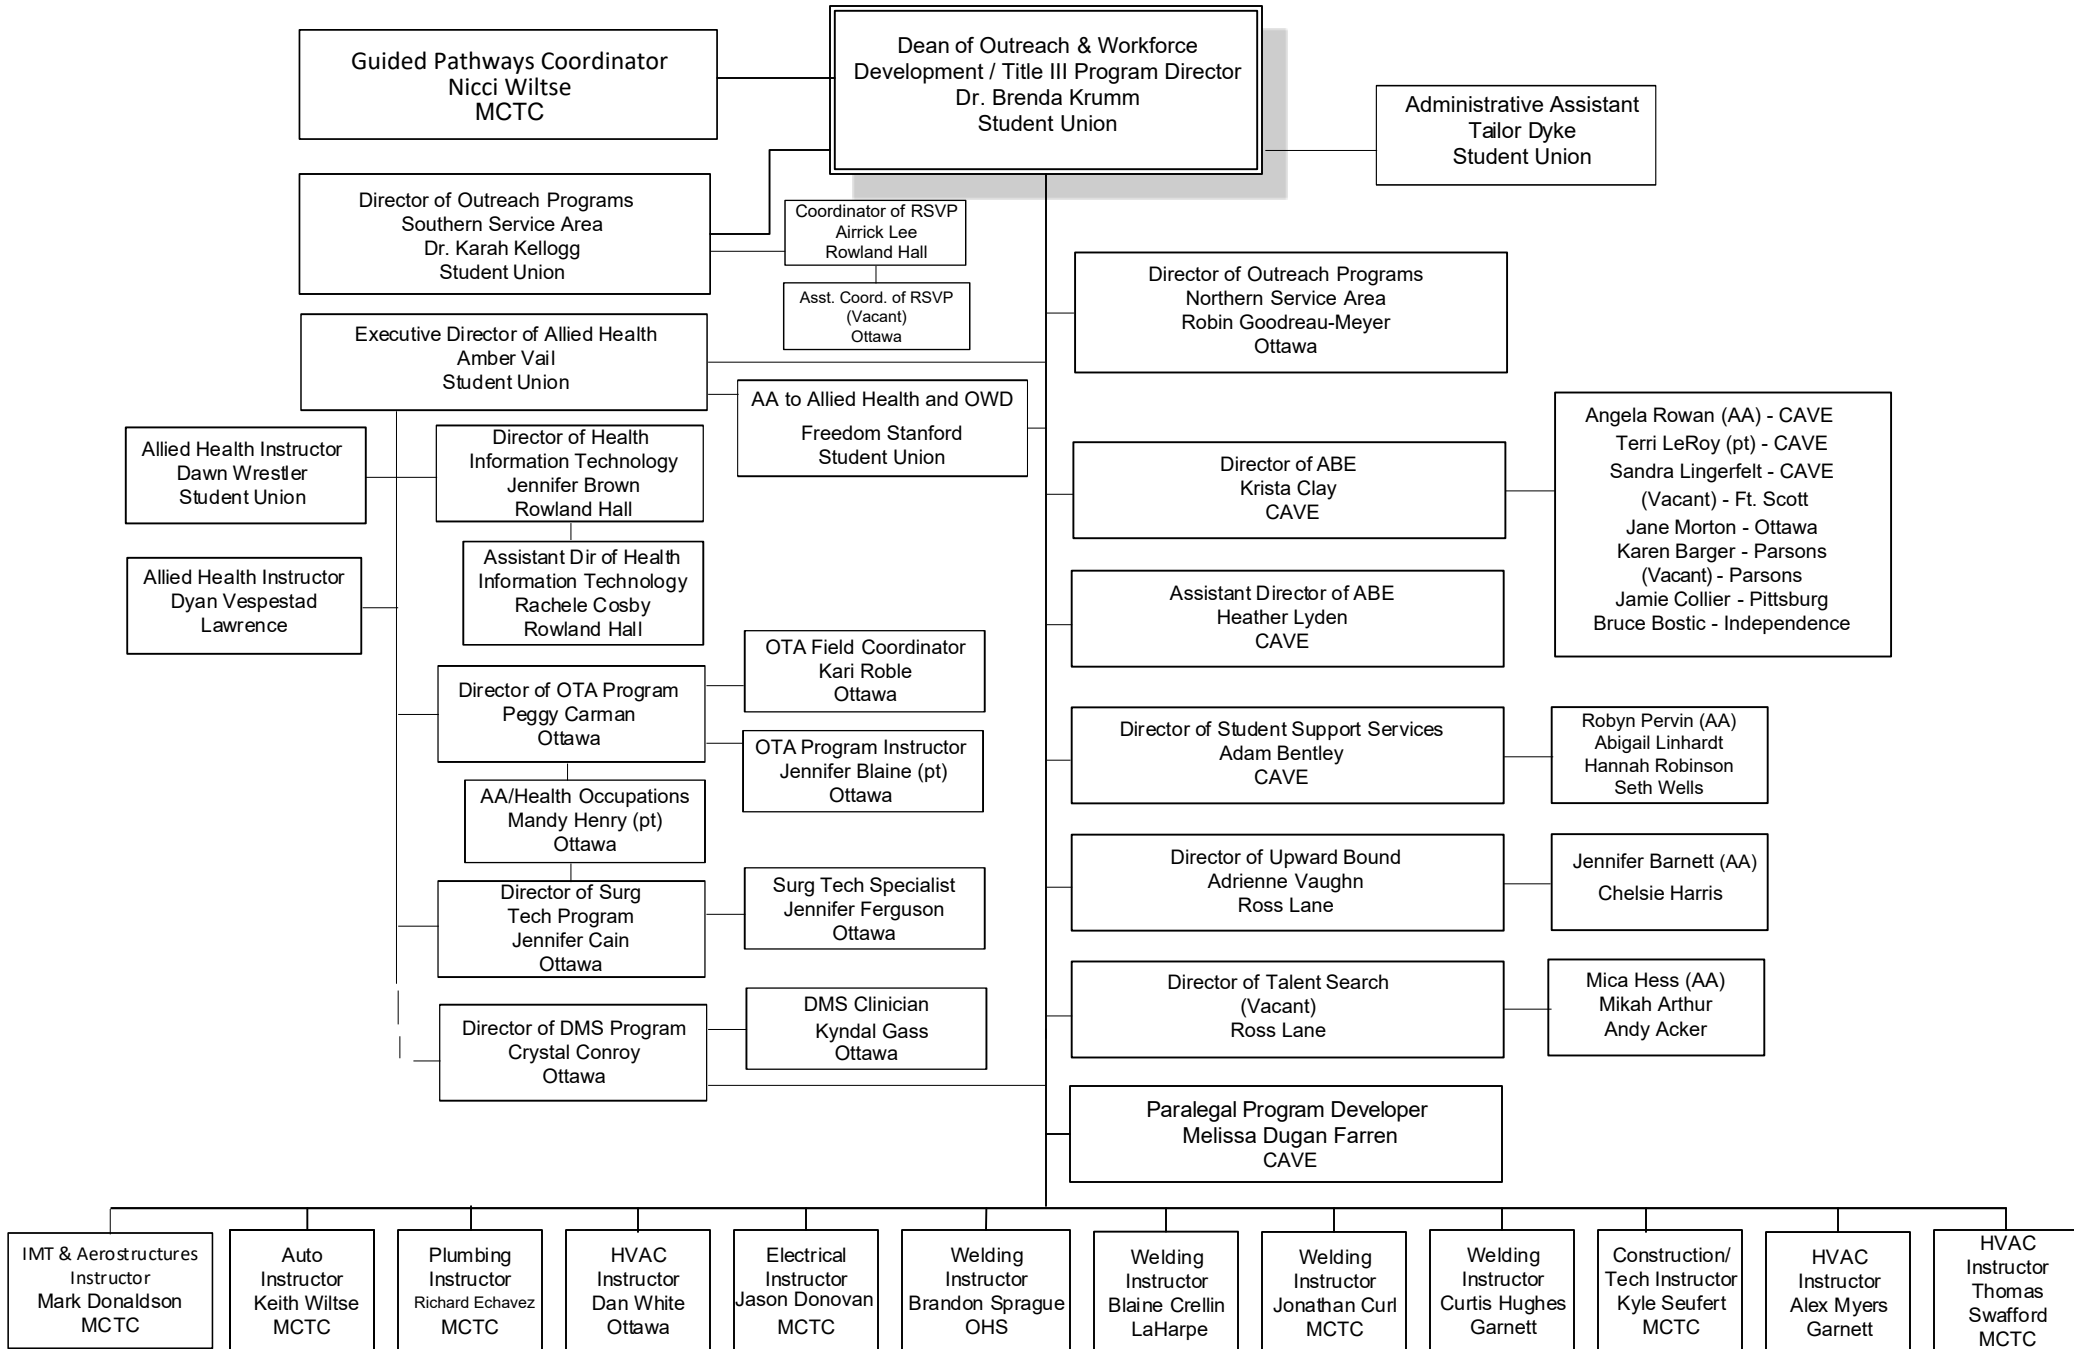 Guided Pathways Coordinator
Nicci Wiltse
MCTC
Dean of Outreach & Workforce
Development / Title III Program Director
Dr. Brenda Krumm
Student Union
Administrative Assistant
Tailor Dyke
Student Union
Director of Outreach Programs
Southern Service Area
Dr. Karah Kellogg
Student Union
Coordinator of RSVP
Airrick Lee
Rowland Hall
Asst. Coord. of RSVP
(Vacant)
Ottawa
Director of Outreach Programs
Northern Service Area
Robin Goodreau-Meyer
Ottawa
Executive Director of Allied Health
Amber Vail
Student Union
AA to Allied Health and OWD
Freedom Stanford
Student Union
Allied Health Instructor
Dawn Wrestler
Student Union
Director of Health
Information Technology
Jennifer Brown
Rowland Hall
Allied Health Instructor
Dyan Vespestad
Lawrence
Assistant Dir of Health
Information Technology
Rachele Cosby
Rowland Hall
Director of ABE
Krista Clay
CAVE
Angela Rowan (AA) - CAVE
Terri LeRoy (pt) - CAVE
Sandra Lingerfelt - CAVE
(Vacant) - Ft. Scott
Jane Morton - Ottawa
Karen Barger - Parsons
(Vacant) - Parsons
Jamie Collier - Pittsburg
Bruce Bostic - Independence
Assistant Director of ABE
Heather Lyden
CAVE
OTA Field Coordinator
Kari Roble
Ottawa
Director of OTA Program
Peggy Carman
Ottawa
OTA Program Instructor
Jennifer Blaine (pt)
Ottawa
AA/Health Occupations
Mandy Henry (pt)
Ottawa
Director of Student Support Services
Adam Bentley
CAVE
Robyn Pervin (AA)
Abigail Linhardt
Hannah Robinson
Seth Wells
Director of Surg
Tech Program
Jennifer Cain
Ottawa
Surg Tech Specialist
Jennifer Ferguson
Ottawa
Director of Upward Bound
Adrienne Vaughn
Ross Lane
Jennifer Barnett (AA)
Chelsie Harris
Director of DMS Program
Crystal Conroy
Ottawa
DMS Clinician
Kyndal Gass
Ottawa
Director of Talent Search
(Vacant)
Ross Lane
Mica Hess (AA)
Mikah Arthur
Andy Acker
Paralegal Program Developer
Melissa Dugan Farren
CAVE
IMT & Aerostructures
Instructor
Mark Donaldson
MCTC
Auto
Instructor
Keith Wiltse
MCTC
Plumbing
Instructor
Richard Echavez
MCTC
HVAC
Instructor
Dan White
Ottawa
Electrical
Instructor
Jason Donovan
MCTC
Welding
Instructor
Brandon Sprague
OHS
Welding
Instructor
Blaine Crellin
LaHarpe
Welding
Instructor
Jonathan Curl
MCTC
Welding
Instructor
Curtis Hughes
Garnett
Construction/
Tech Instructor
Kyle Seufert
MCTC
HVAC
Instructor
Alex Myers
Garnett
HVAC
Instructor
Thomas
Swafford
MCTC